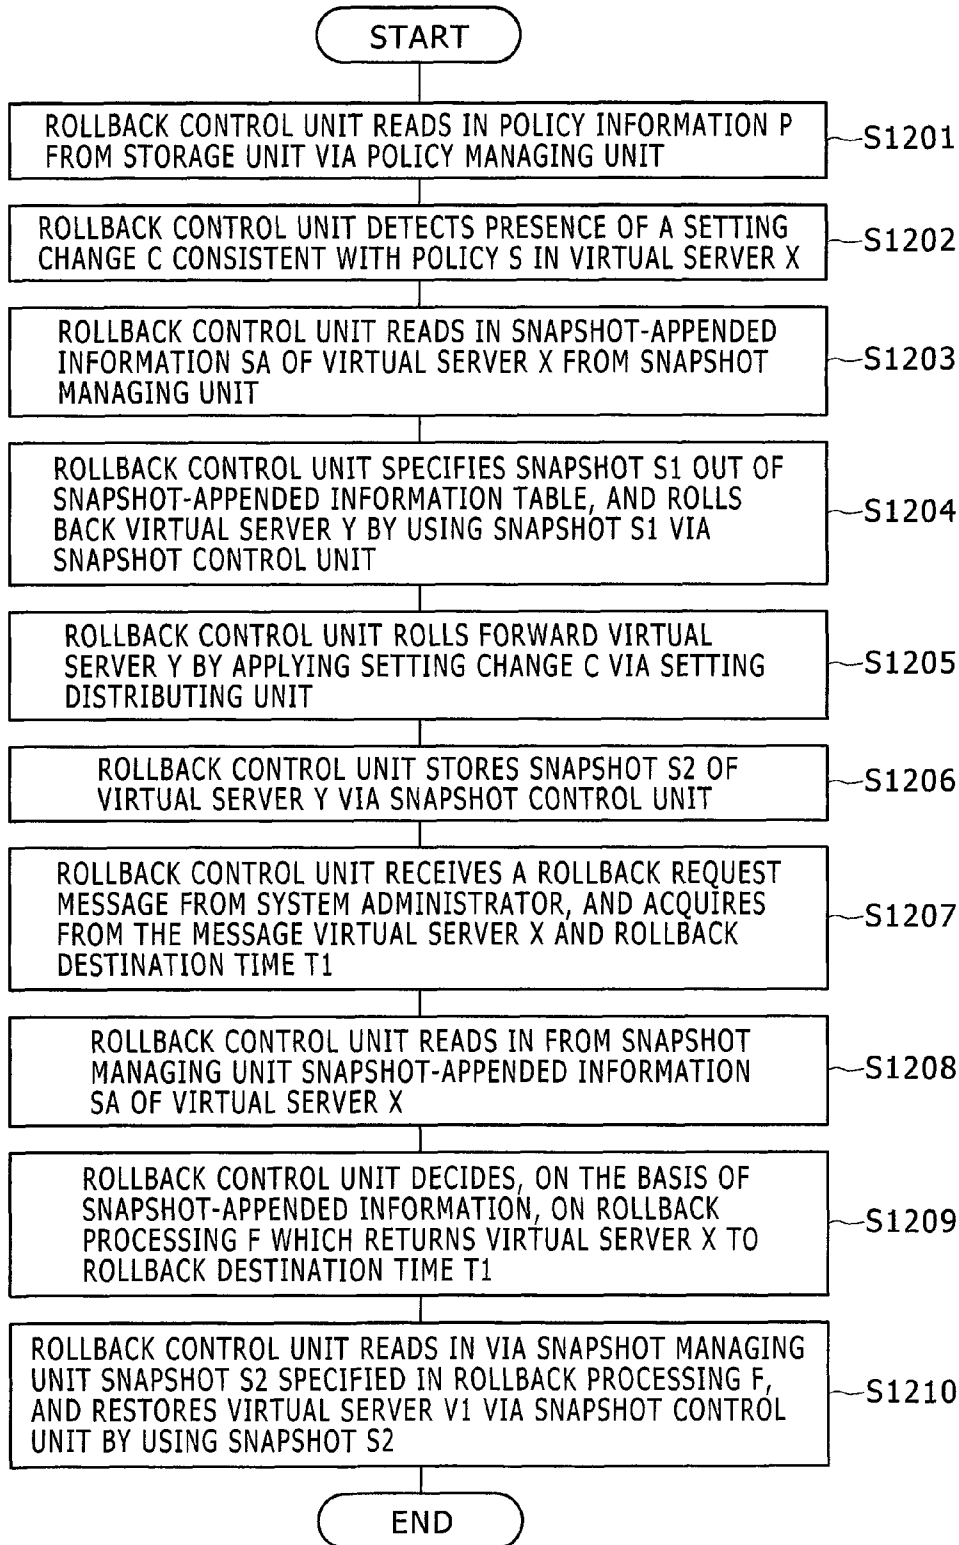 START
ROLLBACK CONTROL UNIT READS IN POLICY INFORMATION P
FROM STORAGE UNIT VIA POLICY MANAGING UNIT
S1201
ROLLBACK CONTROL UNIT DETECTS PRESENCE OF A SETTING
CHANGE C CONSISTENT WITH POLICY S IN VIRTUAL SERVER X
S1202
ROLLBACK CONTROL UNIT READS IN SNAPSHOT-APPENDED
INFORMATION SA OF VIRTUAL SERVER X FROM SNAPSHOT
MANAGING UNIT
S1203
ROLLBACK CONTROL UNIT SPECIFIES SNAPSHOT S1 OUT OF
SNAPSHOT-APPENDED INFORMATION TABLE, AND ROLLS
BACK VIRTUAL SERVER Y BY USING SNAPSHOT S1 VIA
SNAPSHOT CONTROL UNIT
S1204
ROLLBACK CONTROL UNIT ROLLS FORWARD VIRTUAL
SERVER Y BY APPLYING SETTING CHANGE C VIA SETTING
DISTRIBUTING UNIT
S1205
ROLLBACK CONTROL UNIT STORES SNAPSHOT S2 OF
VIRTUAL SERVER Y VIA SNAPSHOT CONTROL UNIT
S1206
ROLLBACK CONTROL UNIT RECEIVES A ROLLBACK REQUEST
MESSAGE FROM SYSTEM ADMINISTRATOR, AND ACQUIRES
FROM THE MESSAGE VIRTUAL SERVER X AND ROLLBACK
DESTINATION TIME T1
S1207
ROLLBACK CONTROL UNIT READS IN FROM SNAPSHOT
MANAGING UNIT SNAPSHOT-APPENDED INFORMATION
SA OF VIRTUAL SERVER X
S1208
ROLLBACK CONTROL UNIT DECIDES, ON THE BASIS OF
SNAPSHOT-APPENDED INFORMATION, ON ROLLBACK
PROCESSING F WHICH RETURNS VIRTUAL SERVER X TO
ROLLBACK DESTINATION TIME T1
S1209
ROLLBACK CONTROL UNIT READS IN VIA SNAPSHOT MANAGING
UNIT SNAPSHOT S2 SPECIFIED IN ROLLBACK PROCESSING F,
AND RESTORES VIRTUAL SERVER V1 VIA SNAPSHOT CONTROL
UNIT BY USING SNAPSHOT S2
S1210
END